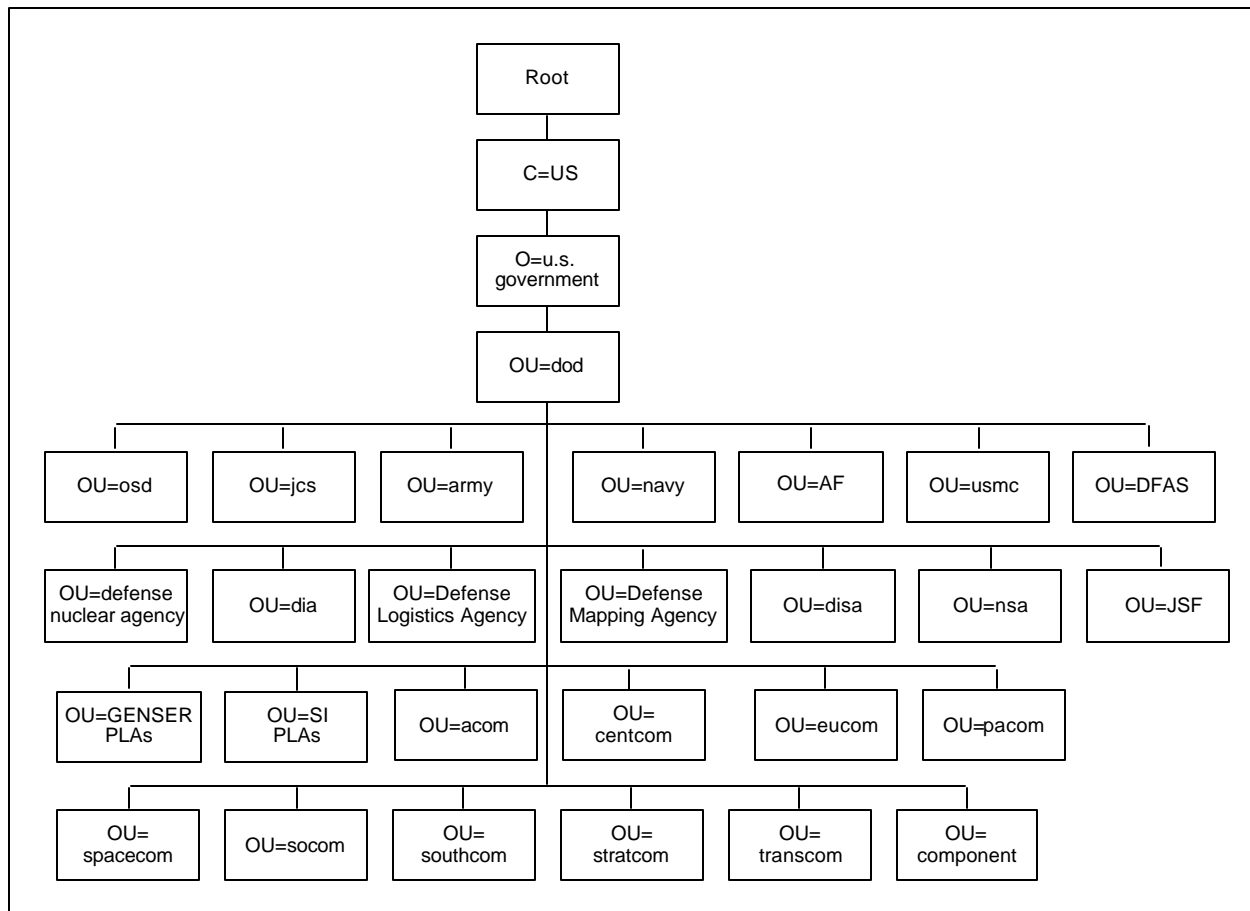 Root
C=US
O=u.s.
government
OU=dod
OU=osd
OU=jcs
OU=army
OU=navy
OU=AF
OU=usmc
OU=DFAS
OU=defense
nuclear agency
OU=dia
OU=Defense
Logistics Agency
OU=Defense
Mapping Agency
OU=disa
OU=nsa
OU=JSF
OU=GENSER
PLAs
OU=SI
PLAs
OU=acom
OU=
centcom
OU=eucom
OU=pacom
OU=
spacecom
OU=socom
OU=
southcom
OU=
stratcom
OU=
transcom
OU=
component